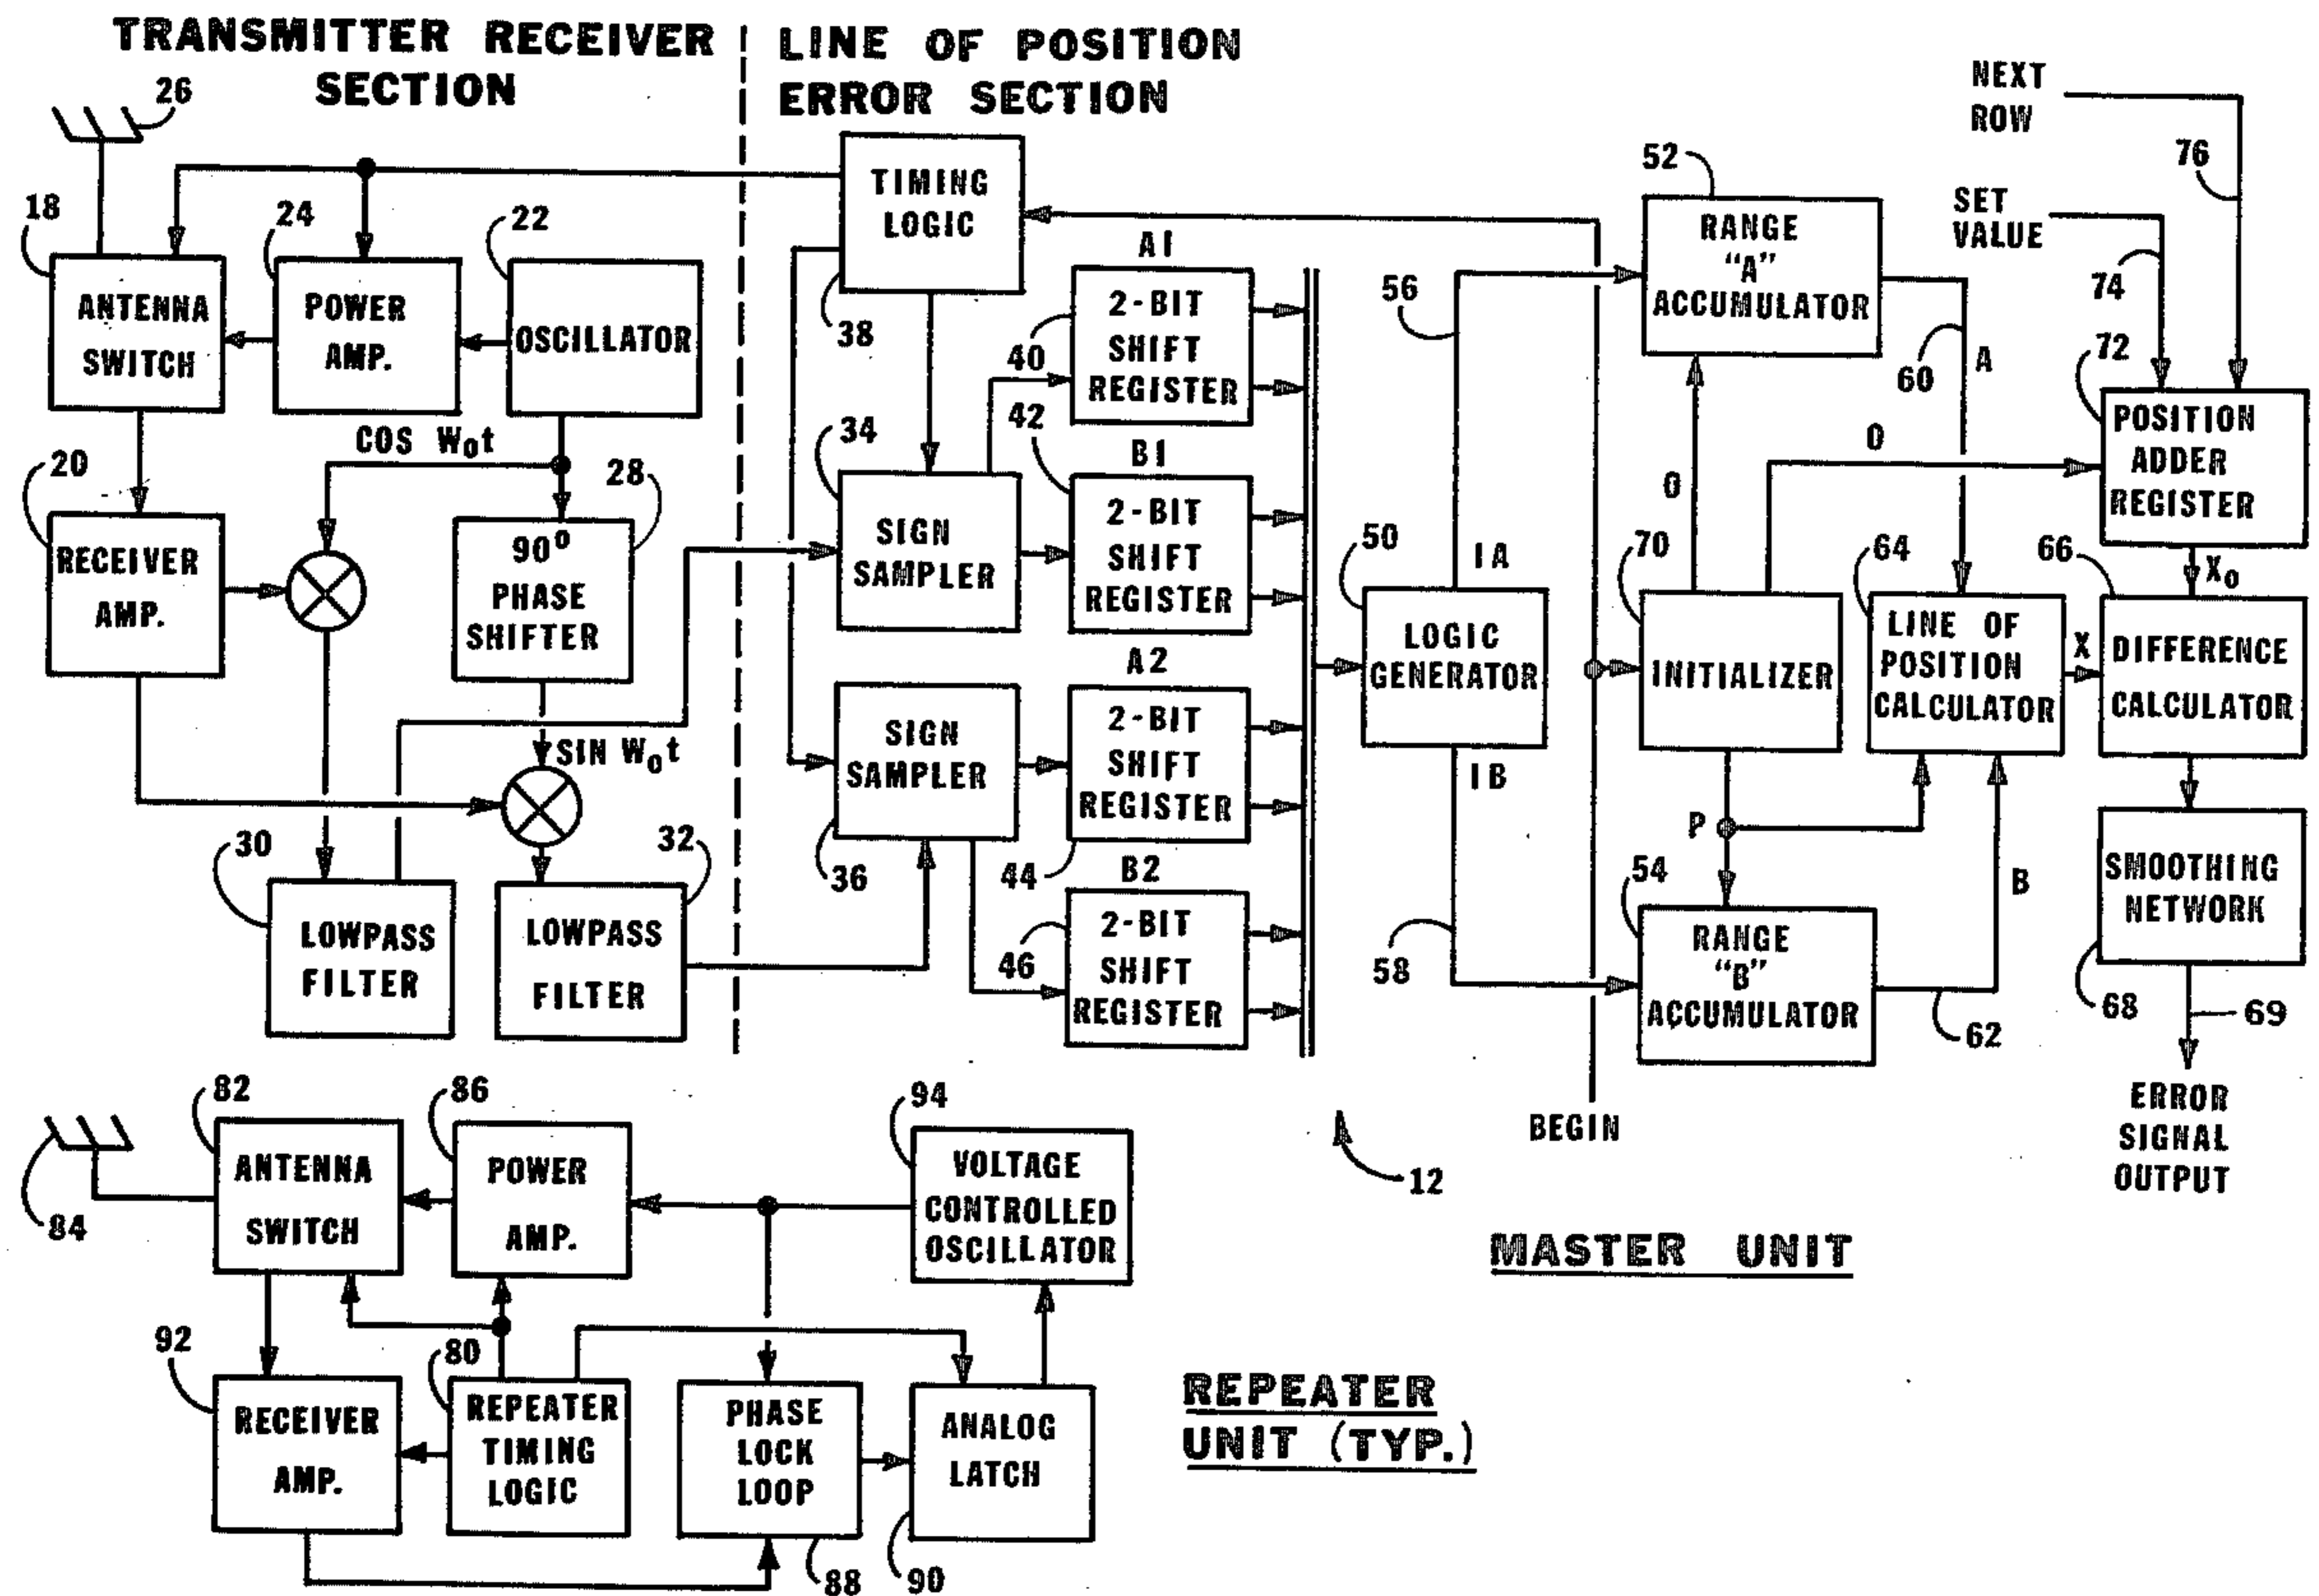 TRANSMITTER RECEIVER
SECTION
LINE OF POSITION
ERROR SECTION
26
18
ANTENNA
SWITCH
24
POWER
AMP.
22
OSCILLATOR
COS W₀t
20
RECEIVER
AMP.
28
90⁰
PHASE
SHIFTER
SIN W₀t
30
LOWPASS
FILTER
32
LOWPASS
FILTER
TIMING
LOGIC
38
34
SIGN
SAMPLER
SIGN
SAMPLER
36
A1
2-BIT
SHIFT
REGISTER
40
42
B1
2-BIT
SHIFT
REGISTER
A2
2-BIT
SHIFT
REGISTER
44
B2
2-BIT
SHIFT
REGISTER
46
50
LOGIC
GENERATOR
56
IA
IB
58
52
RANGE
"A"
ACCUMULATOR
60
A
O
O
70
INITIALIZER
P
54
RANGE
"B"
ACCUMULATOR
62
B
64
LINE OF
POSITION
CALCULATOR
X
NEXT
ROW
76
SET
VALUE
74
72
POSITION
ADDER
REGISTER
X₀
66
DIFFERENCE
CALCULATOR
SMOOTHING
NETWORK
68
69
ERROR
SIGNAL
OUTPUT
BEGIN
12
MASTER UNIT
82
ANTENNA
SWITCH
84
86
POWER
AMP.
94
VOLTAGE
CONTROLLED
OSCILLATOR
92
RECEIVER
AMP.
80
REPEATER
TIMING
LOGIC
PHASE
LOCK
LOOP
88
ANALOG
LATCH
90
REPEATER
UNIT (TYP.)